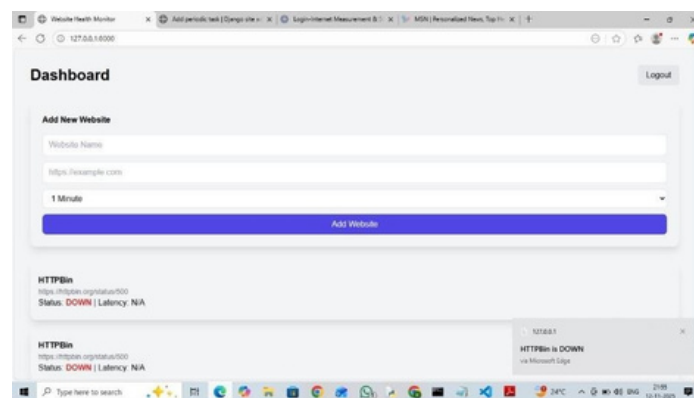 Website Health Monitor
Add periodic task | Django site
Login-Internet Measurement &
MSN | Personalized News, Top
127.0.0.1:8000
Dashboard
Logout
Add New Website
Website Name
https://example.com
1 Minute
Add Website
HTTPBin
https://httpbin.org/status/500
Status: DOWN | Latency: N/A
HTTPBin
https://httpbin.org/status/500
Status: DOWN | Latency: N/A
127.0.0.1
HTTPBin is DOWN
via Microsoft Edge
Type here to search
24°C
ENG